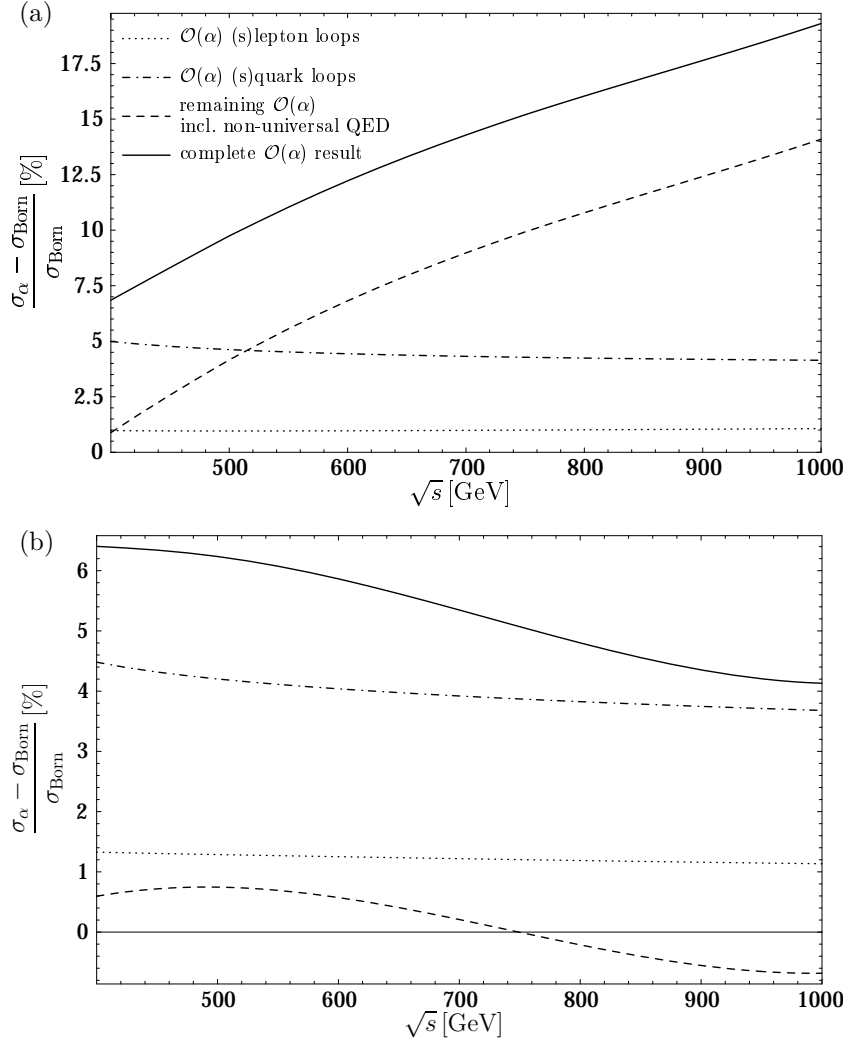 (a)
𝒪(α) (s)lepton loops
𝒪(α) (s)quark loops
remaining 𝒪(α)
incl. non-universal QED
complete 𝒪(α) result
17.5
15
12.5
10
7.5
5
2.5
0
σα − σBorn [%]
σBorn
500 600 700 800 900 1000
√s [GeV]
(b)
6
5
4
3
2
1
0
σα − σBorn [%]
σBorn
500 600 700 800 900 1000
√s [GeV]